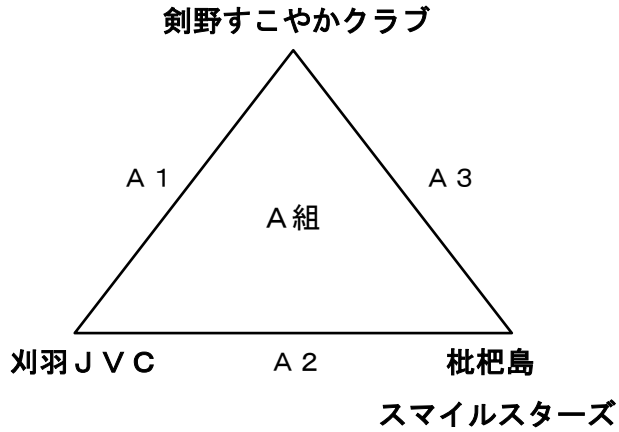 剣野すこやかクラブ
Ａ１
Ａ３
Ａ組
刈羽ＪＶＣ
Ａ２
枇杷島
スマイルスターズ